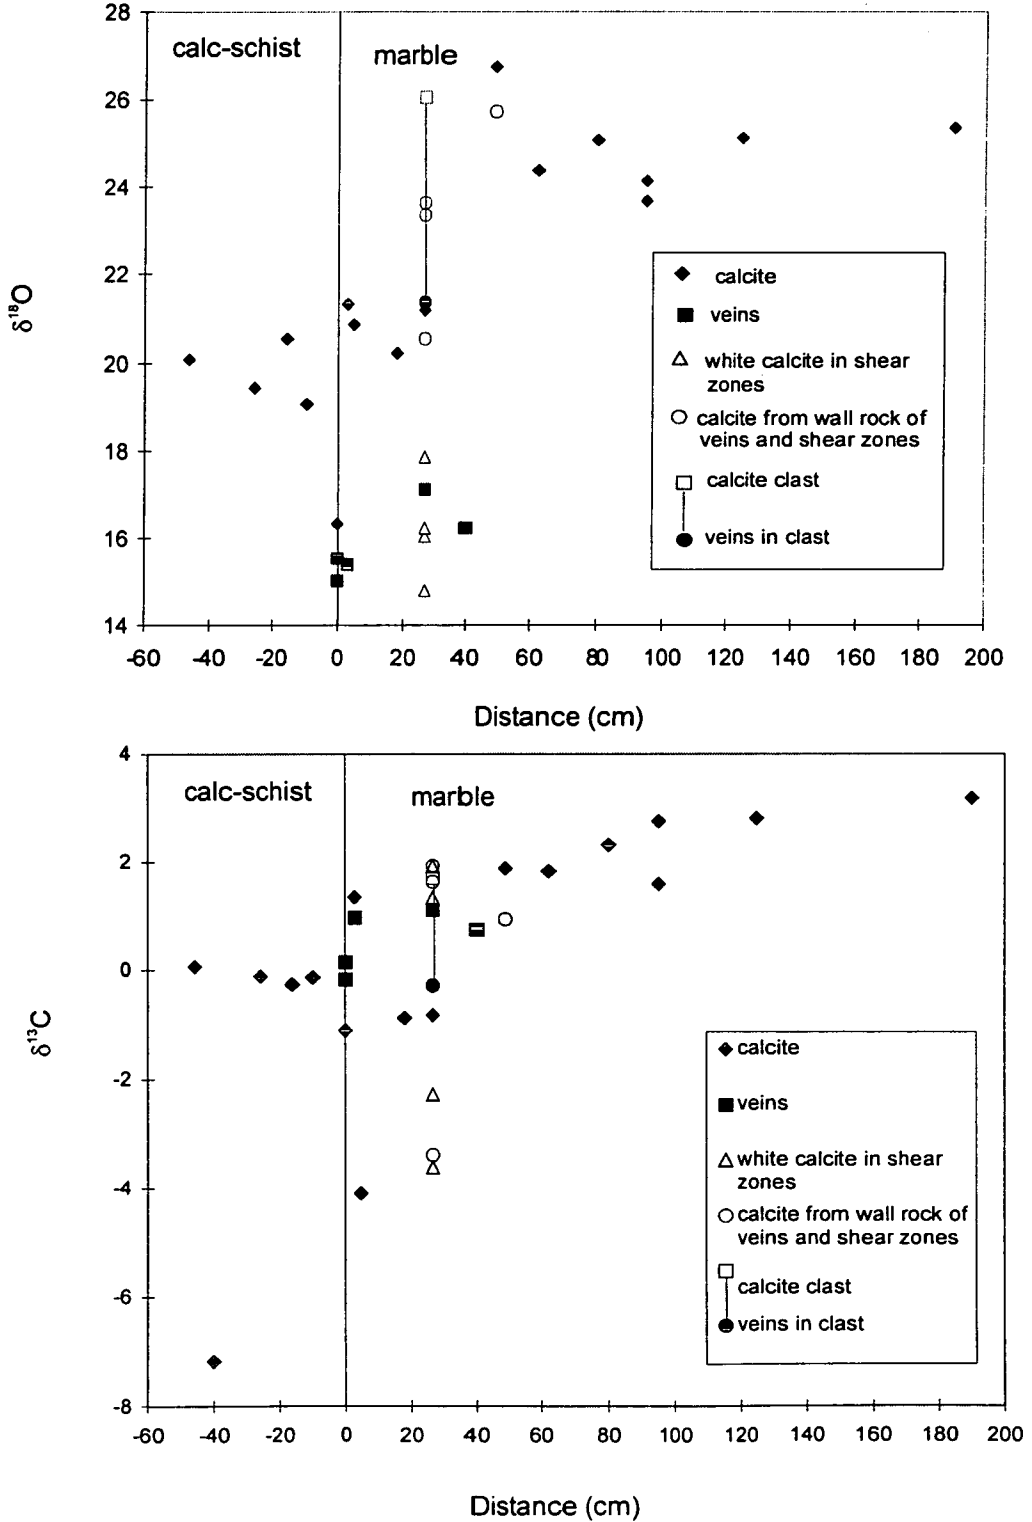 28
26
24
22
20
18
16
14
δ¹⁸O
calc-schist
marble
calcite
veins
white calcite in shear
zones
calcite from wall rock of
veins and shear zones
calcite clast
veins in clast
-60 -40 -20 0 20 40 60 80 100 120 140 160 180 200
Distance (cm)
4
2
0
-2
-4
-6
-8
δ¹³C
calc-schist
marble
calcite
veins
white calcite in shear
zones
calcite from wall rock of
veins and shear zones
calcite clast
veins in clast
-60 -40 -20 0 20 40 60 80 100 120 140 160 180 200
Distance (cm)